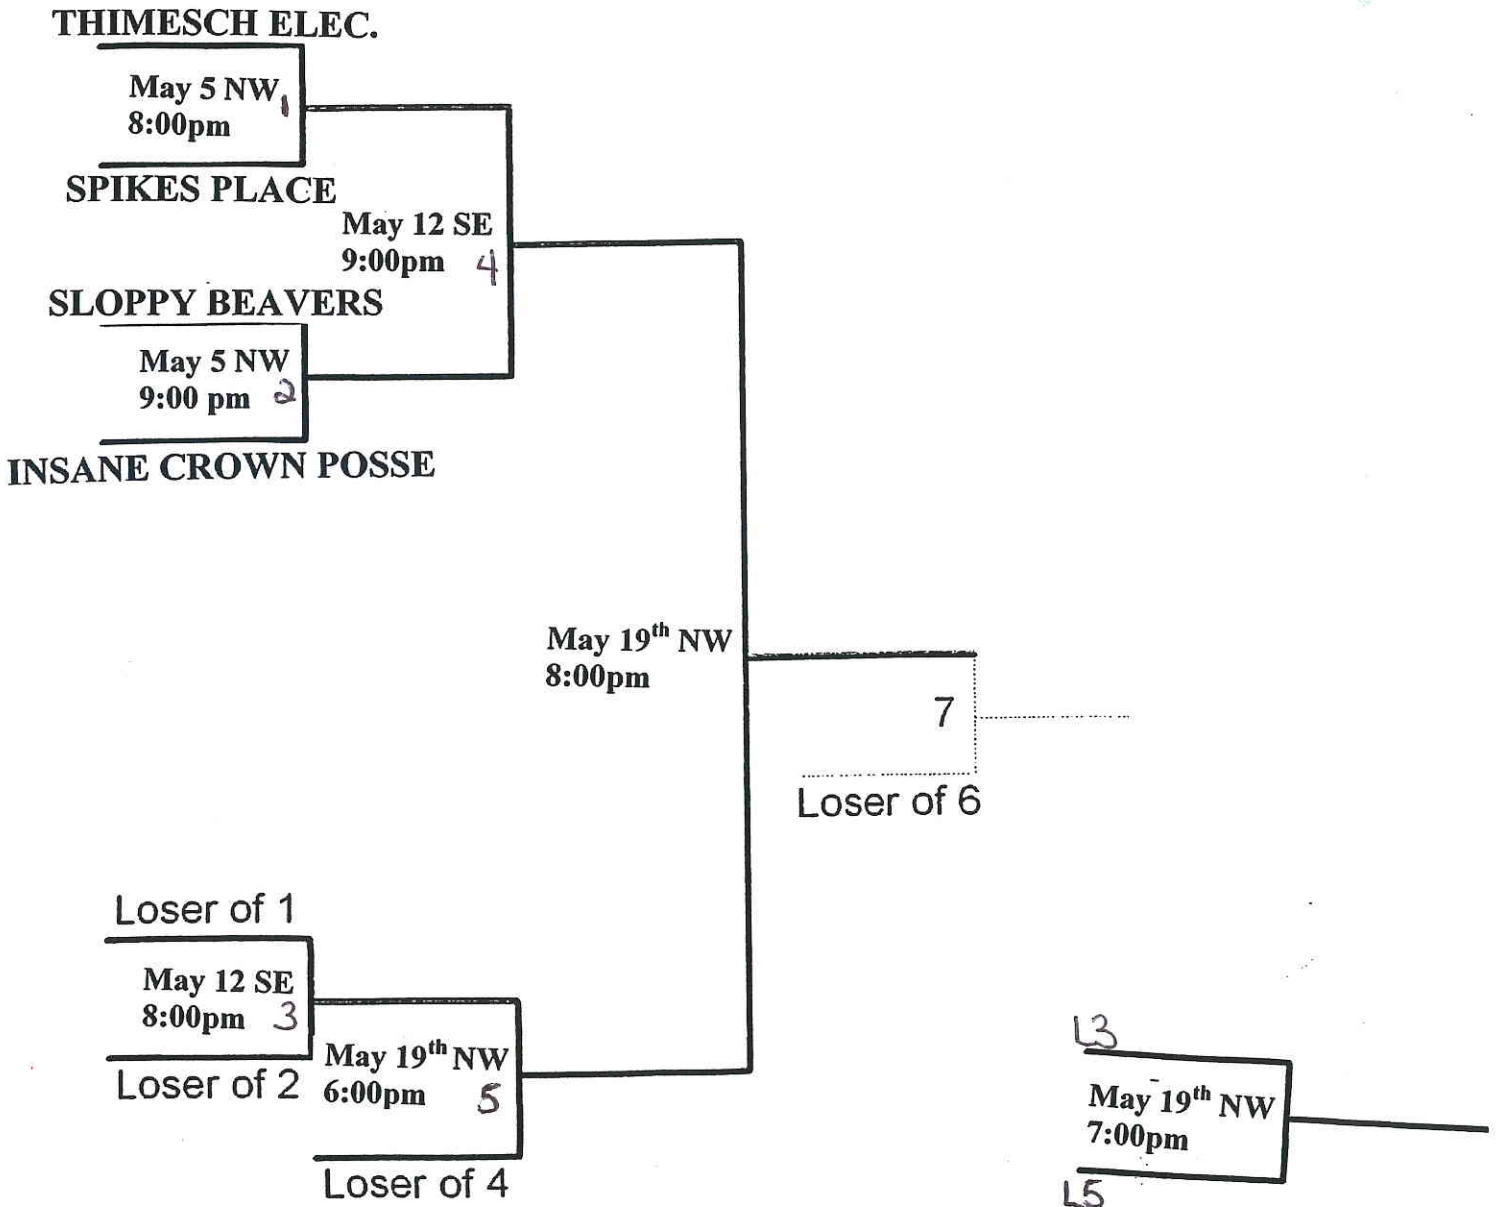 THIMESCH ELEC.
May 5 NW 1
8:00pm
SPIKES PLACE
May 12 SE
9:00pm 4
SLOPPY BEAVERS
May 5 NW
9:00 pm 2
INSANE CROWN POSSE
May 19th NW
8:00pm
7
Loser of 6
Loser of 1
May 12 SE
8:00pm 3
Loser of 2
May 19th NW
6:00pm 5
Loser of 4
L3
May 19th NW
7:00pm
L5